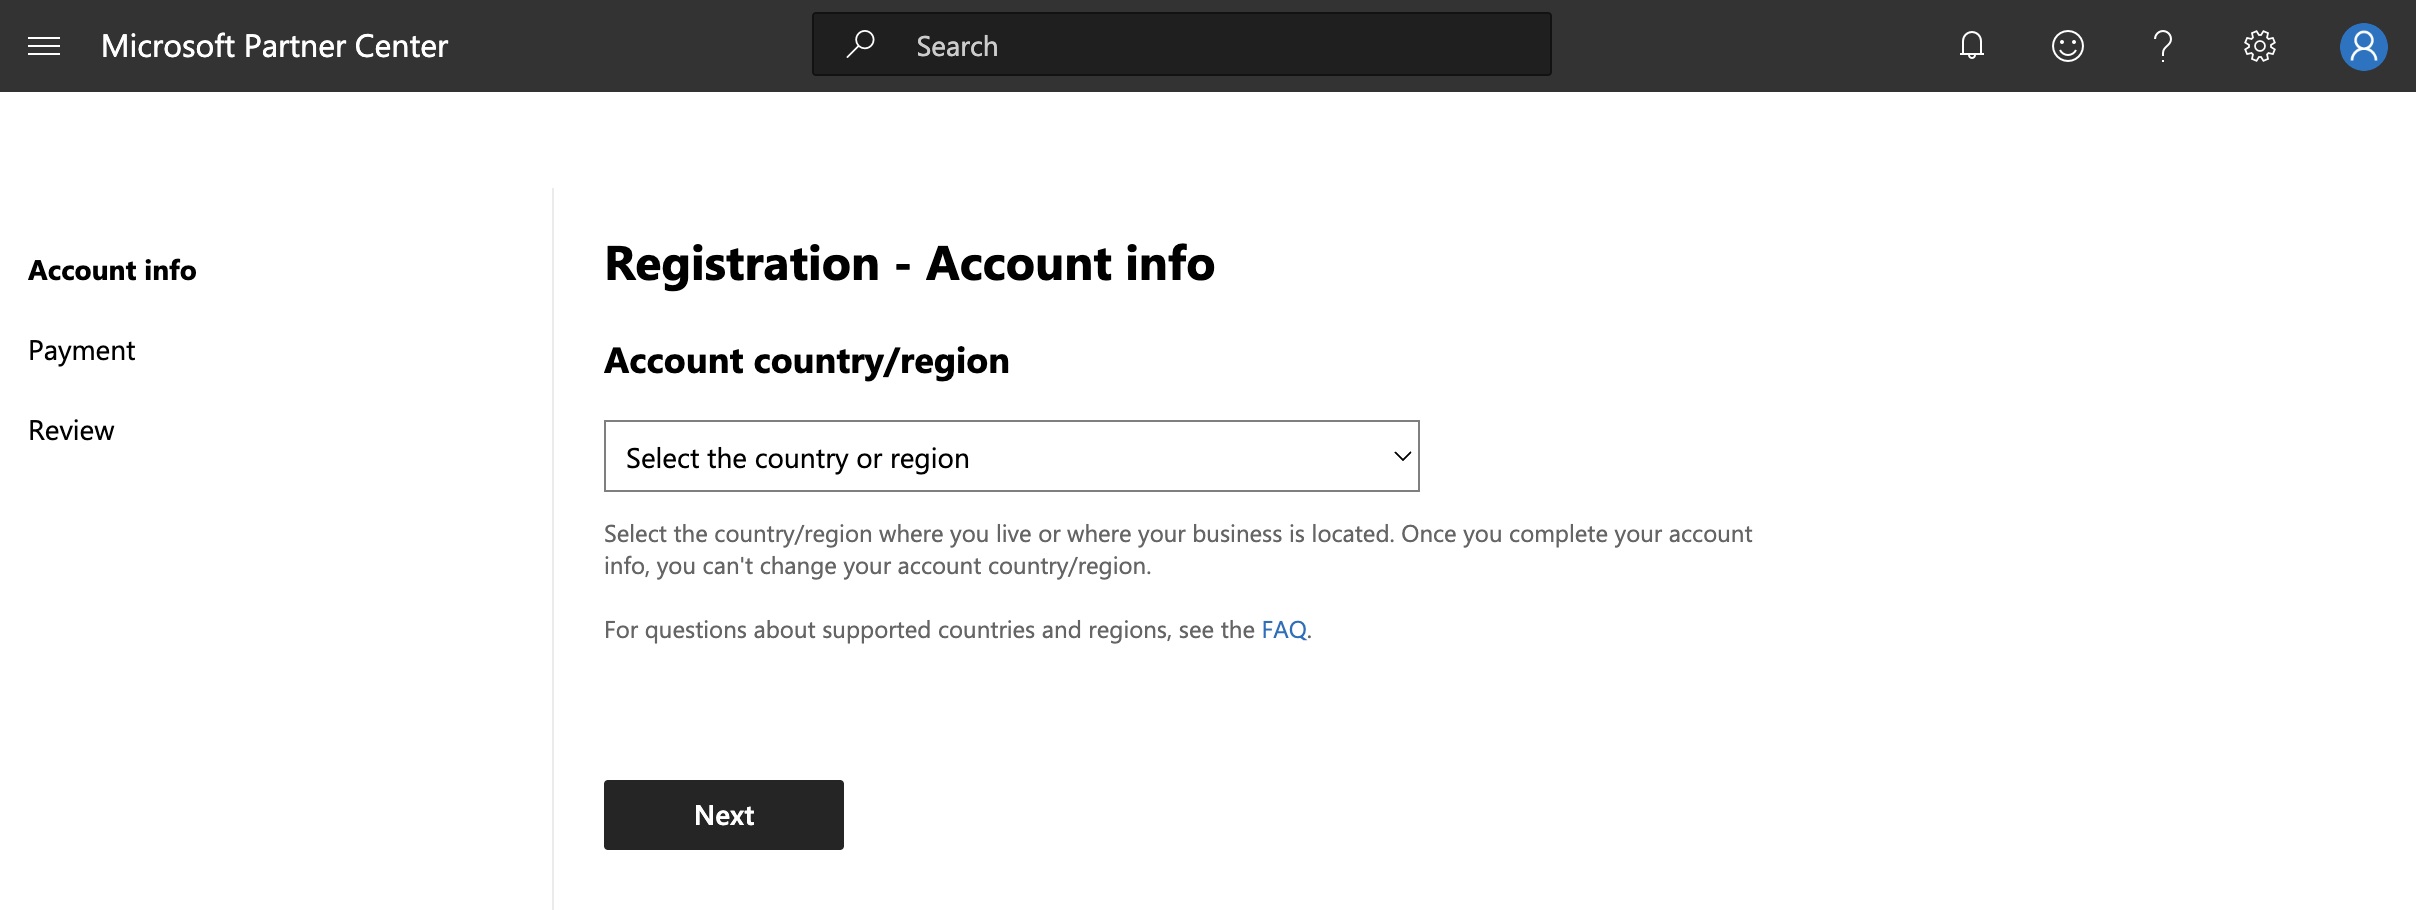 Microsoft Partner Center
Search
Account info
Payment
Review
Registration - Account info
Account country/region
Select the country or region
Select the country/region where you live or where your business is located. Once you complete your account
info, you can't change your account country/region.
For questions about supported countries and regions, see the FAQ.
Next